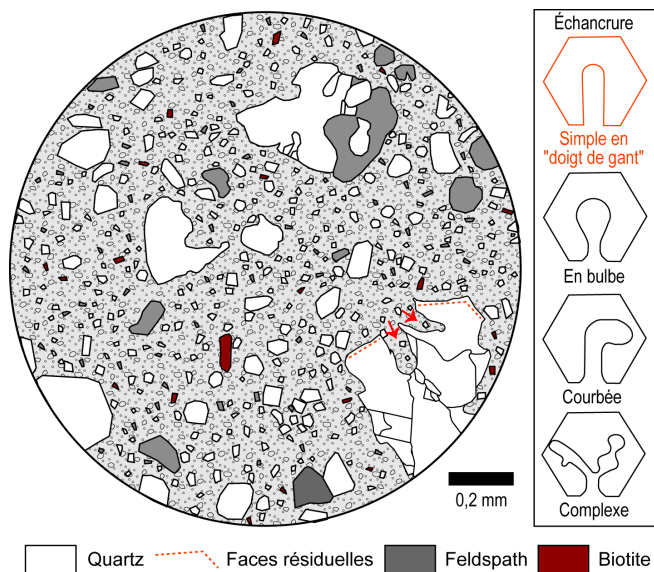 Échancrure
Simple en
"doigt de gant"
En bulbe
Courbée
Complexe
0,2 mm
Quartz
Faces résiduelles
Feldspath
Biotite